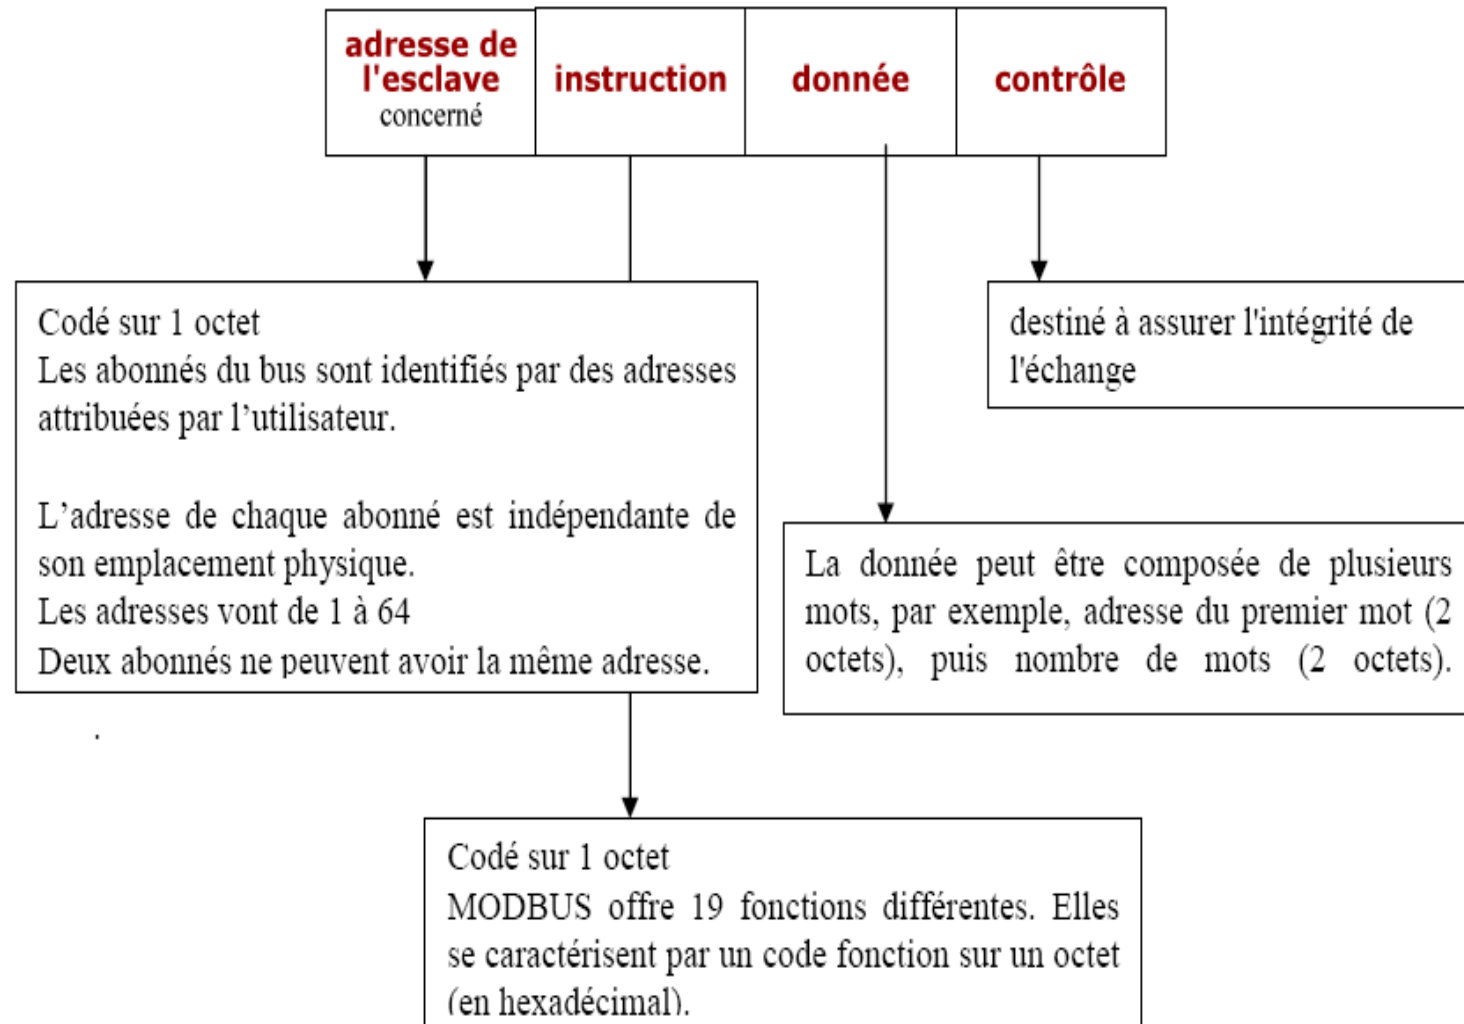 adresse de
l'esclave
concerné
instruction
donnée
contrôle
Codé sur 1 octet
Les abonnés du bus sont identifiés par des adresses
attribuées par l’utilisateur.
L’adresse de chaque abonné est indépendante de
son emplacement physique.
Les adresses vont de 1 à 64
Deux abonnés ne peuvent avoir la même adresse.
.
destiné à assurer l'intégrité de
l'échange
La donnée peut être composée de plusieurs
mots, par exemple, adresse du premier mot (2
octets), puis nombre de mots (2 octets).
Codé sur 1 octet
MODBUS offre 19 fonctions différentes. Elles
se caractérisent par un code fonction sur un octet
(en hexadécimal).